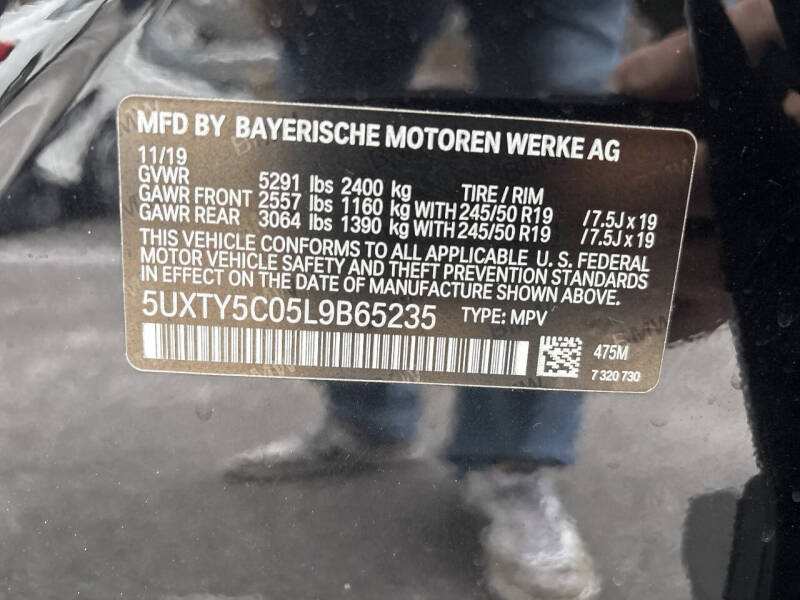 MFD BY BAYERISCHE MOTOREN WERKE AG
11/19
GVWR 5291 lbs 2400 kg TIRE / RIM
GAWR FRONT 2557 lbs 1160 kg WITH 245/50 R19 /7.5J x 19
GAWR REAR 3064 lbs 1390 kg WITH 245/50 R19 /7.5J x 19
THIS VEHICLE CONFORMS TO ALL APPLICABLE U. S. FEDERAL
MOTOR VEHICLE SAFETY AND THEFT PREVENTION STANDARDS
IN EFFECT ON THE DATE OF MANUFACTURE SHOWN ABOVE
5UXTY5C05L9B65235 TYPE: MPV
475M
7 320 730